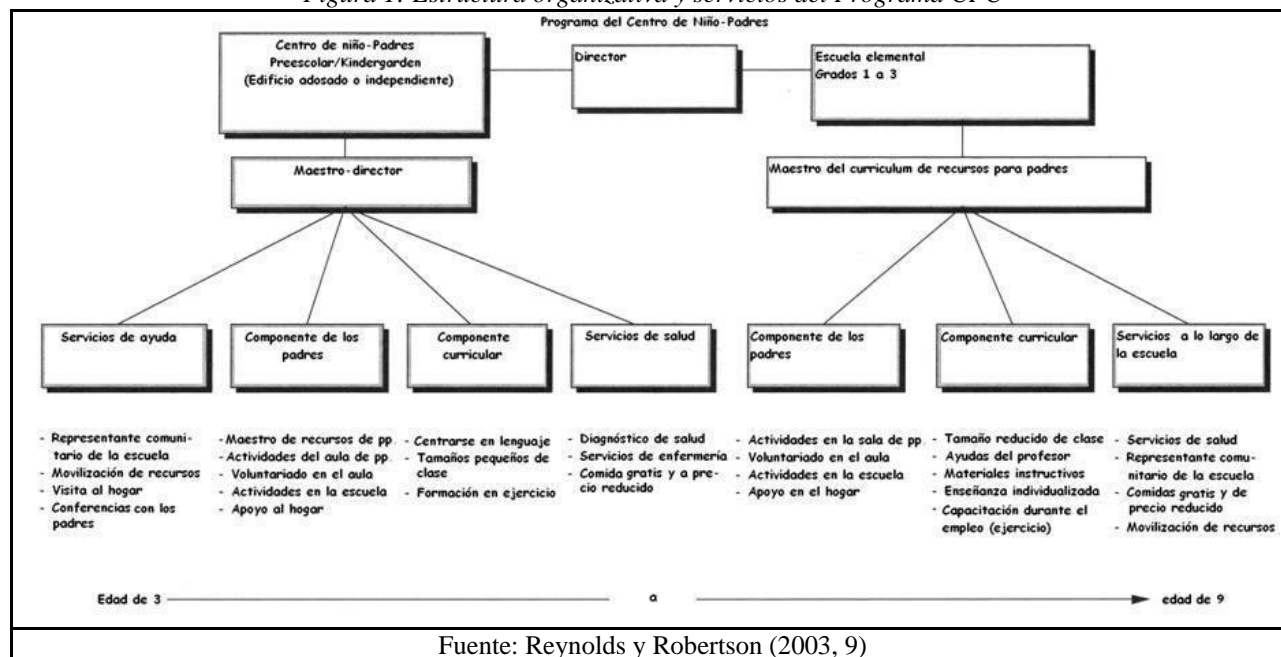 Figura 1. Estructura organizativa y servicios del Programa CPC
Programa del Centro de Niño-Padres
Centro de niño-Padres
Preescolar/Kindergarden
(Edificio adosado o independiente)
Director
Escuela elemental
Grados 1 a 3
Maestro-director
Maestro del curriculum de recursos para padres
Servicios de ayuda
Componente de los
padres
Componente
curricular
Servicios de salud
Componente de los
padres
Componente curricular
Servicios a lo largo de
la escuela
- Representante comuni-
tario de la escuela
- Movilización de recursos
- Visita al hogar
- Conferencias con los
padres
- Maestro de recursos de pp.
- Actividades del aula de pp.
- Voluntariado en el aula
- Actividades en la escuela
- Apoyo al hogar
- Centrarse en lenguaje
- Tamaños pequeños de
clase
- Formación en ejercicio
- Diagnóstico de salud
- Servicios de enfermería
- Comida gratis y a pre-
cio reducido
- Actividades en la sala de pp.
- Voluntariado en el aula
- Actividades en la escuela
- Apoyo en el hogar
- Tamaño reducido de clase
- Ayudas del profesor
- Materiales instructivos
- Enseñanza individualizada
- Capacitación durante el
empleo (ejercicio)
- Servicios de salud
- Representante comu-
nitario de la escuela
- Comidas gratis y de
precio reducido
- Movilización de recursos
Edad de 3 a edad de 9
Fuente: Reynolds y Robertson (2003, 9)